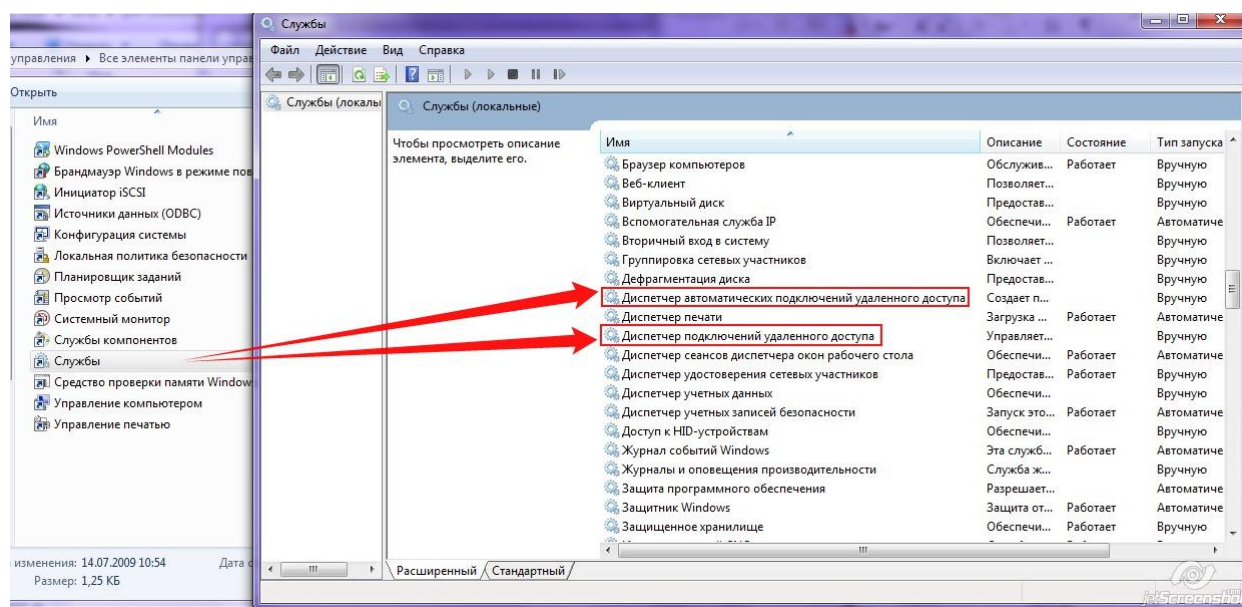 Службы
Файл Действие Вид Справка
управления ▸ Все элементы панели управ
Открыть
Имя
Windows PowerShell Modules
Брандмауэр Windows в режиме пов
Инициатор iSCSI
Источники данных (ODBC)
Конфигурация системы
Локальная политика безопасности
Планировщик заданий
Просмотр событий
Системный монитор
Службы компонентов
Службы
Средство проверки памяти Window
Управление компьютером
Управление печатью
изменения: 14.07.2009 10:54 Дата с
Размер: 1,25 КБ
Службы (локалы
Службы (локальные)
Чтобы просмотреть описание
элемента, выделите его.
Имя Описание Состояние Тип запуска
Браузер компьютеров Обслужив... Работает Вручную
Веб-клиент Позволяет... Вручную
Виртуальный диск Предостав... Вручную
Вспомогательная служба IP Обеспечи... Работает Автоматиче
Вторичный вход в систему Позволяет... Вручную
Группировка сетевых участников Включает ... Вручную
Дефрагментация диска Предостав... Вручную
Диспетчер автоматических подключений удаленного доступа Создает п... Вручную
Диспетчер печати Загрузка ... Работает Автоматиче
Диспетчер подключений удаленного доступа Управляет... Вручную
Диспетчер сеансов диспетчера окон рабочего стола Обеспечи... Работает Автоматиче
Диспетчер удостоверения сетевых участников Предостав... Работает Вручную
Диспетчер учетных данных Обеспечи... Вручную
Диспетчер учетных записей безопасности Запуск это... Работает Автоматиче
Доступ к HID-устройствам Обеспечи... Вручную
Журнал событий Windows Эта служб... Работает Автоматиче
Журналы и оповещения производительности Служба ж... Вручную
Защита программного обеспечения Разрешает... Автоматиче
Защитник Windows Защита от... Работает Автоматиче
Защищенное хранилище Обеспечи... Работает Вручную
Расширенный Стандартный
jetScreenshot